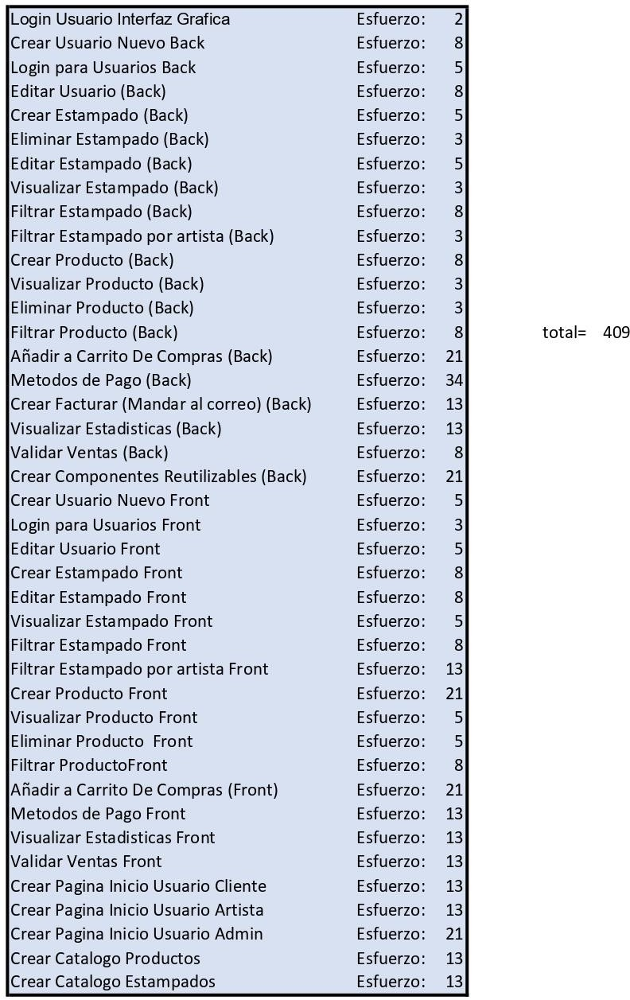 Login Usuario Interfaz Grafica Esfuerzo: 2
Crear Usuario Nuevo Back Esfuerzo: 8
Login para Usuarios Back Esfuerzo: 5
Editar Usuario (Back) Esfuerzo: 8
Crear Estampado (Back) Esfuerzo: 5
Eliminar Estampado (Back) Esfuerzo: 3
Editar Estampado (Back) Esfuerzo: 5
Visualizar Estampado (Back) Esfuerzo: 3
Filtrar Estampado (Back) Esfuerzo: 8
Filtrar Estampado por artista (Back) Esfuerzo: 3
Crear Producto (Back) Esfuerzo: 8
Visualizar Producto (Back) Esfuerzo: 3
Eliminar Producto (Back) Esfuerzo: 3
Filtrar Producto (Back) Esfuerzo: 8 total= 409
Añadir a Carrito De Compras (Back) Esfuerzo: 21
Metodos de Pago (Back) Esfuerzo: 34
Crear Facturar (Mandar al correo) (Back) Esfuerzo: 13
Visualizar Estadisticas (Back) Esfuerzo: 13
Validar Ventas (Back) Esfuerzo: 8
Crear Componentes Reutilizables (Back) Esfuerzo: 21
Crear Usuario Nuevo Front Esfuerzo: 5
Login para Usuarios Front Esfuerzo: 3
Editar Usuario Front Esfuerzo: 5
Crear Estampado Front Esfuerzo: 8
Editar Estampado Front Esfuerzo: 8
Visualizar Estampado Front Esfuerzo: 5
Filtrar Estampado Front Esfuerzo: 8
Filtrar Estampado por artista Front Esfuerzo: 13
Crear Producto Front Esfuerzo: 21
Visualizar Producto Front Esfuerzo: 5
Eliminar Producto  Front Esfuerzo: 5
Filtrar ProductoFront Esfuerzo: 8
Añadir a Carrito De Compras (Front) Esfuerzo: 21
Metodos de Pago Front Esfuerzo: 13
Visualizar Estadisticas Front Esfuerzo: 13
Validar Ventas Front Esfuerzo: 13
Crear Pagina Inicio Usuario Cliente Esfuerzo: 13
Crear Pagina Inicio Usuario Artista Esfuerzo: 13
Crear Pagina Inicio Usuario Admin Esfuerzo: 21
Crear Catalogo Productos Esfuerzo: 13
Crear Catalogo Estampados Esfuerzo: 13